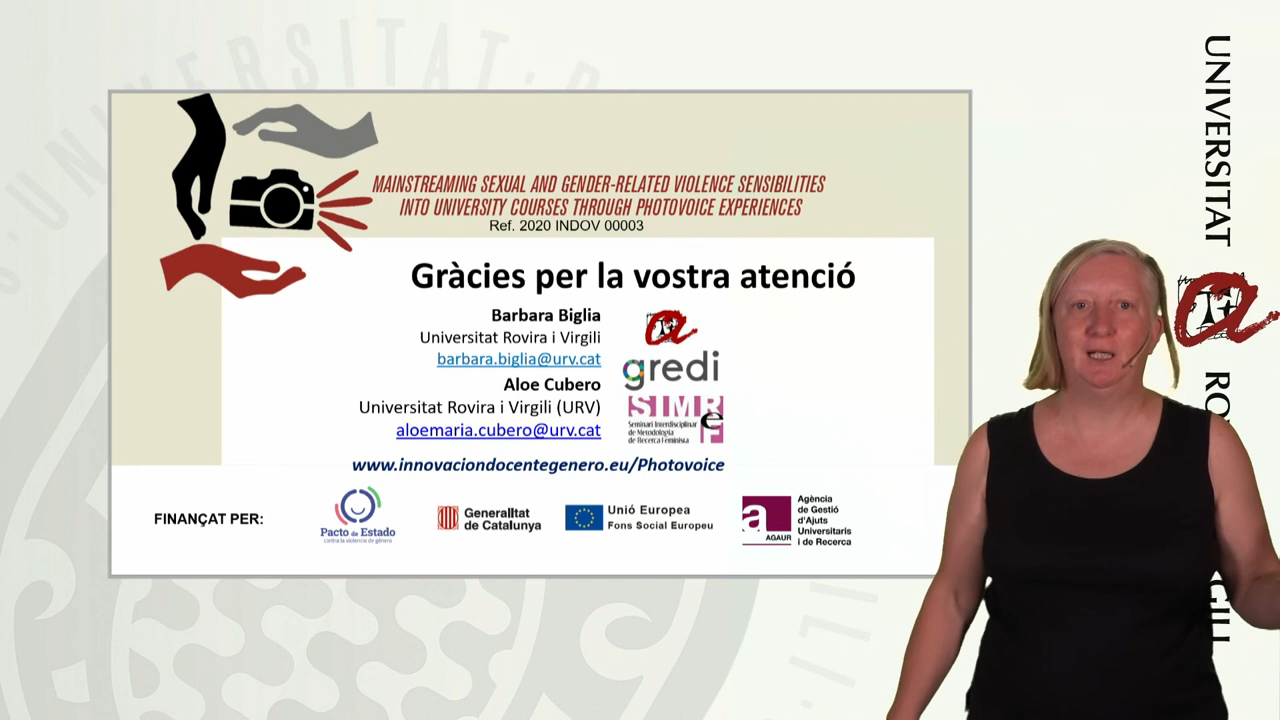 MAINSTREAMING SEXUAL AND GENDER-RELATED VIOLENCE SENSIBILITIES
INTO UNIVERSITY COURSES THROUGH PHOTOVOICE EXPERIENCES
Ref. 2020 INDOV 00003
Gràcies per la vostra atenció
Barbara Biglia
Universitat Rovira i Virgili
barbara.biglia@urv.cat
Aloe Cubero
Universitat Rovira i Virgili (URV)
aloemaria.cubero@urv.cat
gredi
SIMReF
Seminari Interdisciplinar
de Metodologia
de Recerca Feminista
www.innovaciondocentegenero.eu/Photovoice
FINANÇAT PER:
Pacto de Estado
contra la violencia de género
Generalitat
de Catalunya
Unió Europea
Fons Social Europeu
a
AGAUR
Agència
de Gestió
d'Ajuts
Universitaris
i de Recerca
UNIVERSITAT
RO
GILI
UNIVERSITAT